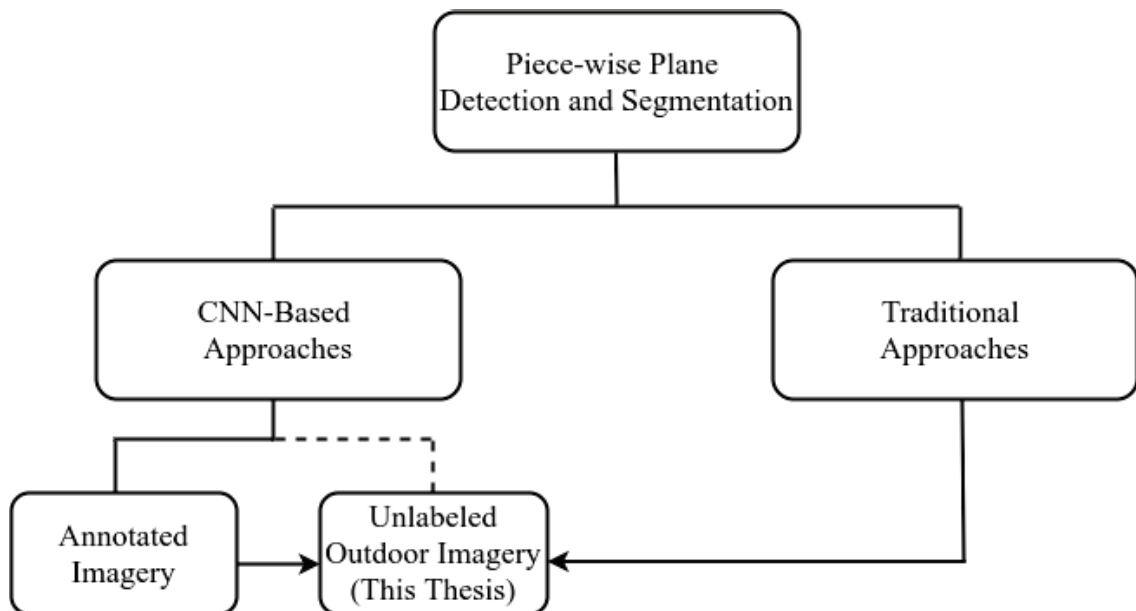 Piece-wise Plane
Detection and Segmentation
CNN-Based
Approaches
Traditional
Approaches
Annotated
Imagery
Unlabeled
Outdoor Imagery
(This Thesis)